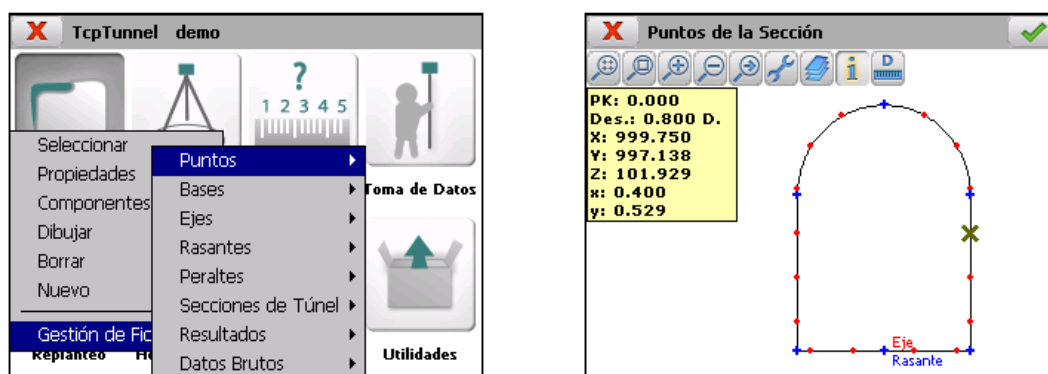 TcpTunnel demo
?
1 2 3 4 5
Seleccionar
Propiedades
Componentes
Dibujar
Borrar
Nuevo
Gestión de Fic
Puntos
Bases
Ejes
Rasantes
Peraltes
Secciones de Túnel
Resultados
Datos Brutos
Toma de Datos
Replanteo
Utilidades
Puntos de la Sección
i
D
PK: 0.000
Des.: 0.800 D.
X: 999.750
Y: 997.138
Z: 101.929
x: 0.400
y: 0.529
Eje
Rasante